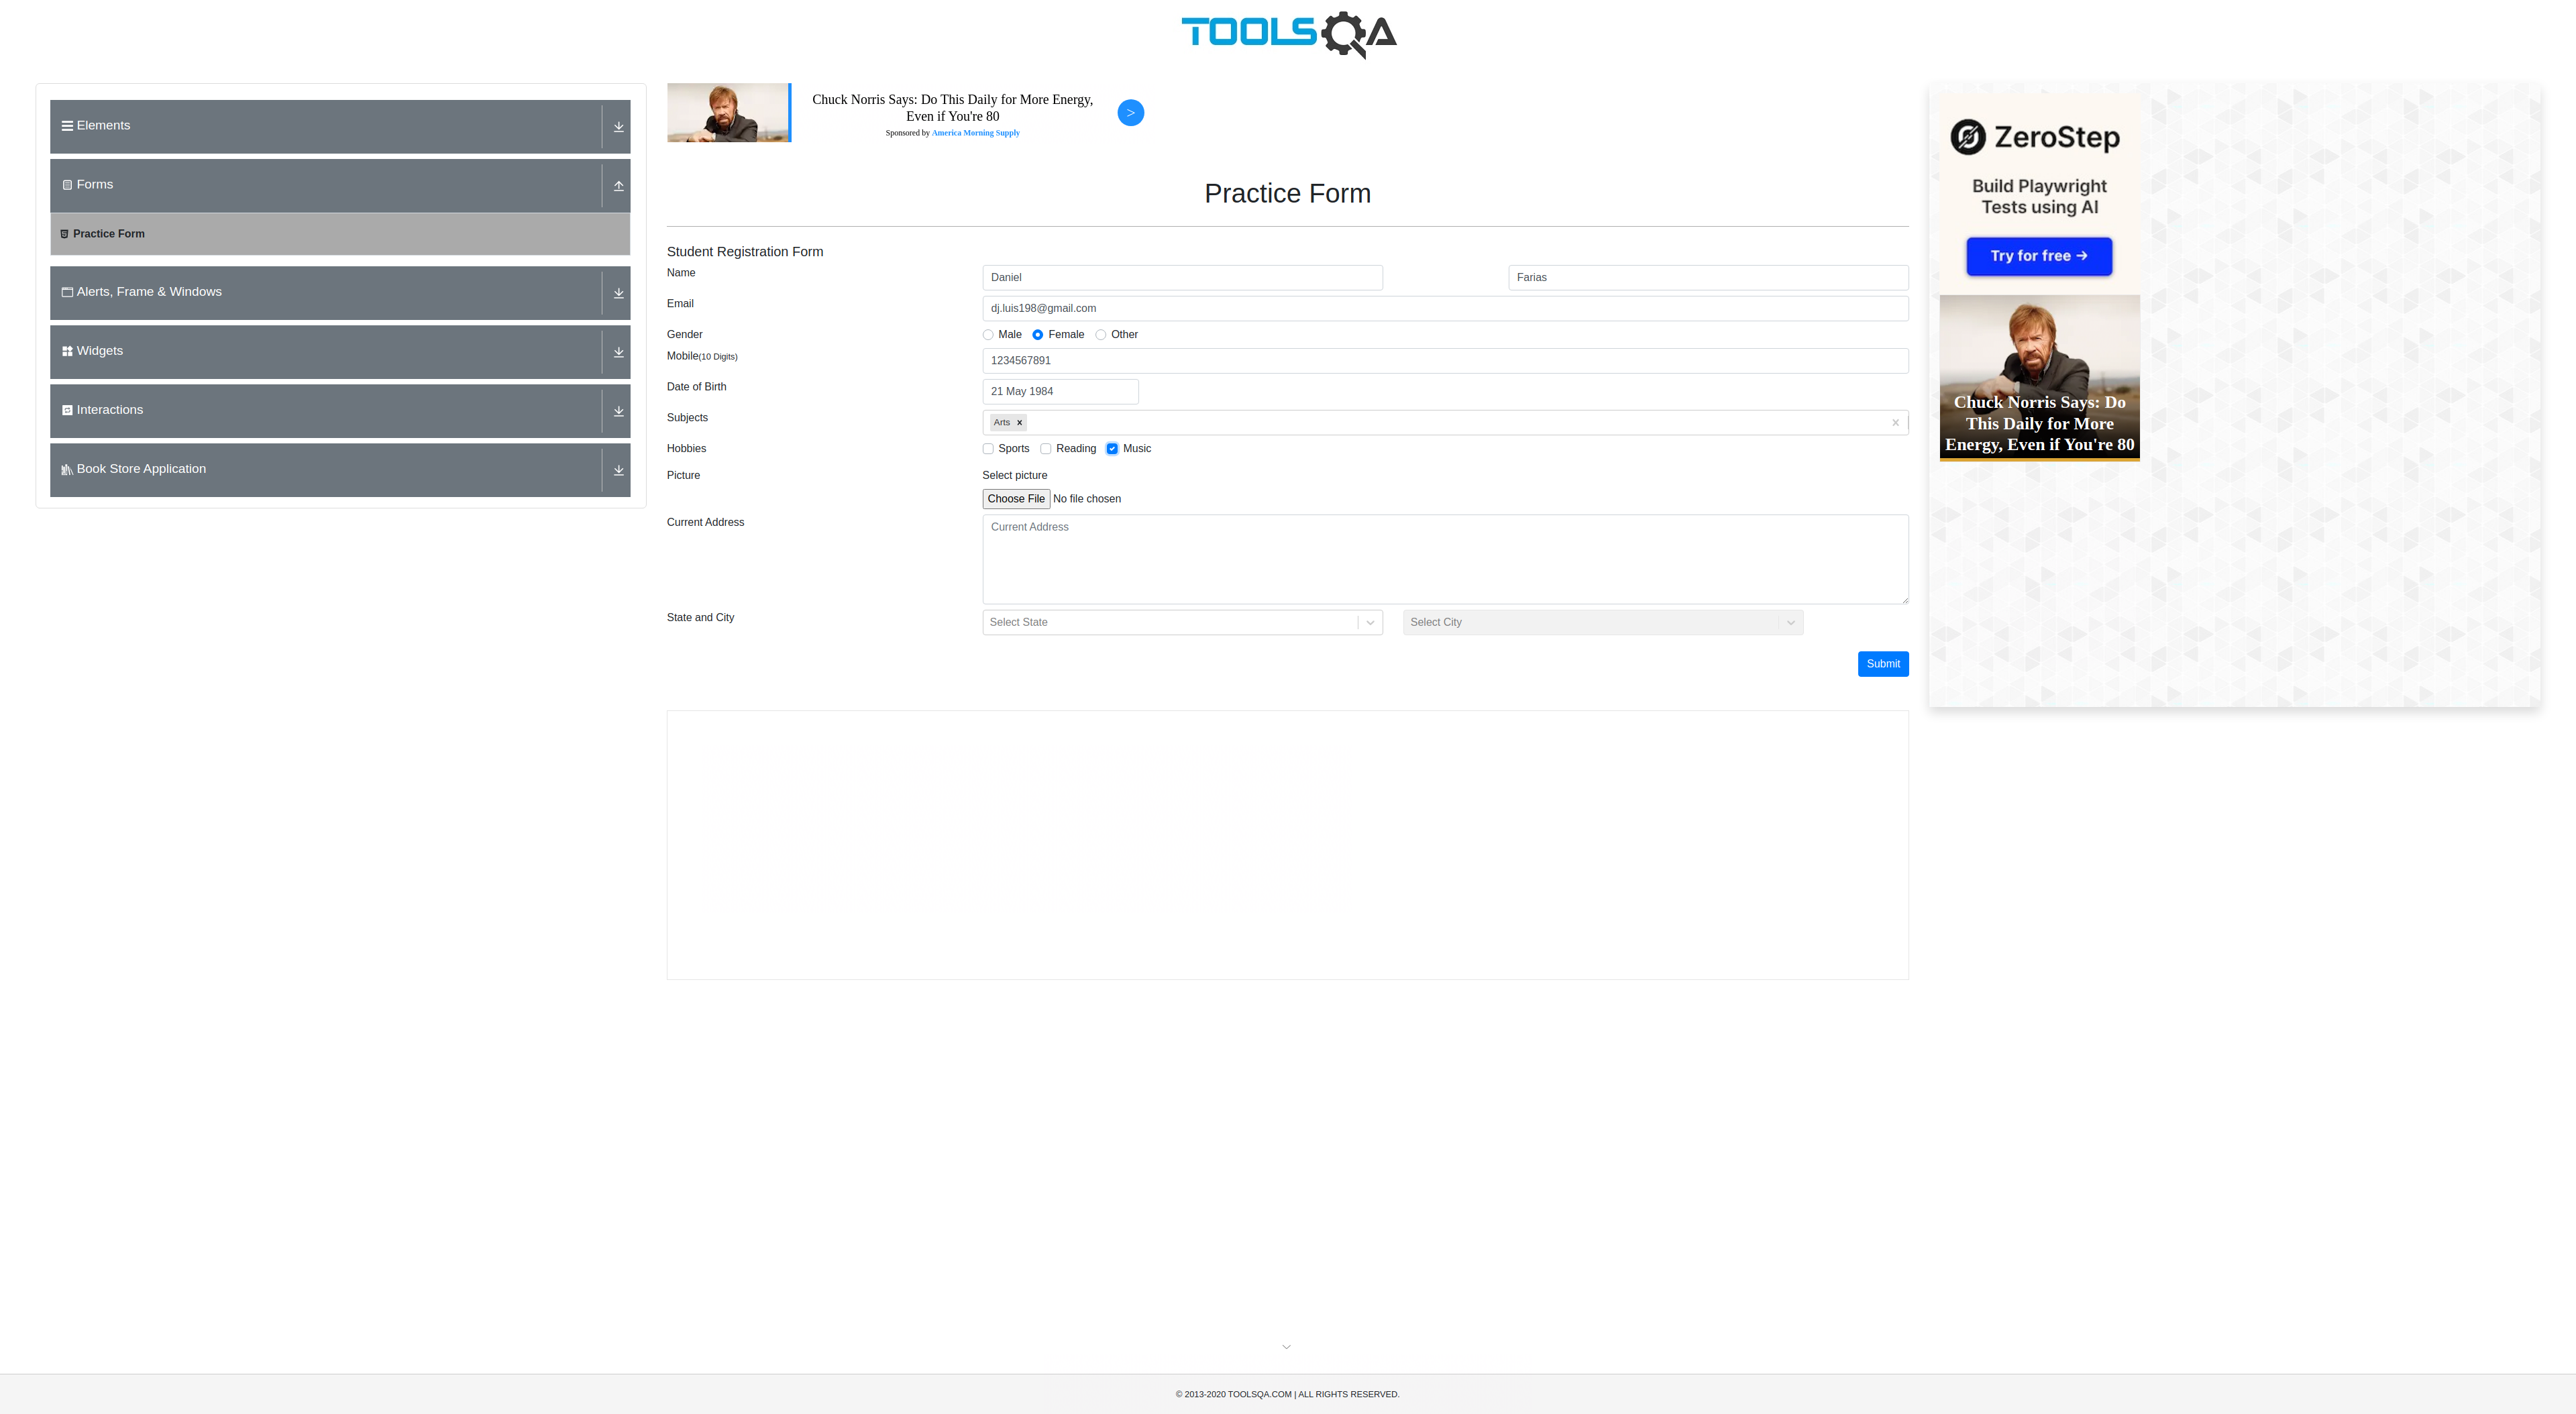 TOOLSQA
Elements
Forms
Practice Form
Alerts, Frame & Windows
Widgets
Interactions
Book Store Application
Chuck Norris Says: Do This Daily for More Energy,
Even if You're 80
Sponsored by America Morning Supply
>
Practice Form
Student Registration Form
Name
Daniel
Farias
Email
dj.luis198@gmail.com
Gender
Male Female Other
Mobile(10 Digits)
1234567891
Date of Birth
21 May 1984
Subjects
Arts
Hobbies
Sports Reading Music
Picture
Select picture
Choose File No file chosen
Current Address
Current Address
State and City
Select State
Select City
Submit
ZeroStep
Build Playwright
Tests using AI
Try for free →
Chuck Norris Says: Do
This Daily for More
Energy, Even if You're 80
© 2013-2020 TOOLSQA.COM | ALL RIGHTS RESERVED.